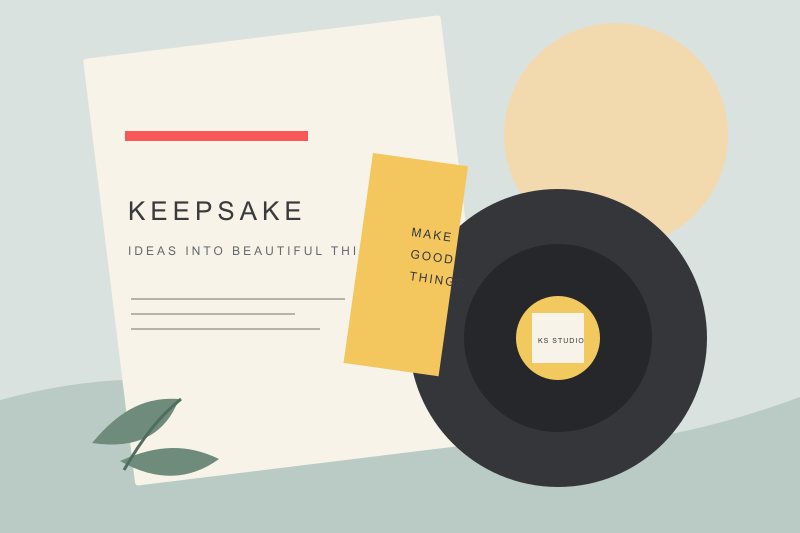 KEEPSAKE
IDEAS INTO BEAUTIFUL THI
MAKE
GOOD
THING
KS STUDIO